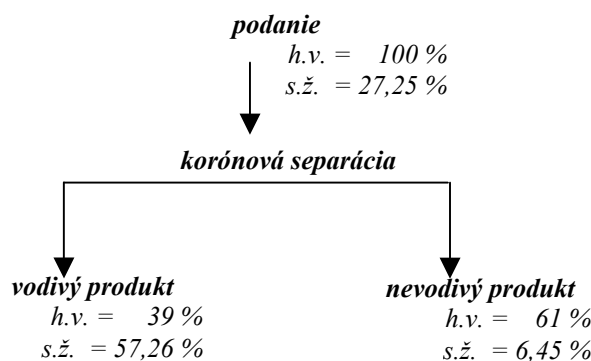 podanie
h.v. = 100 %
s.ž. = 27,25 %
korónová separácia
vodivý produkt
h.v. = 39 %
s.ž. = 57,26 %
nevodivý produkt
h.v. = 61 %
s.ž. = 6,45 %